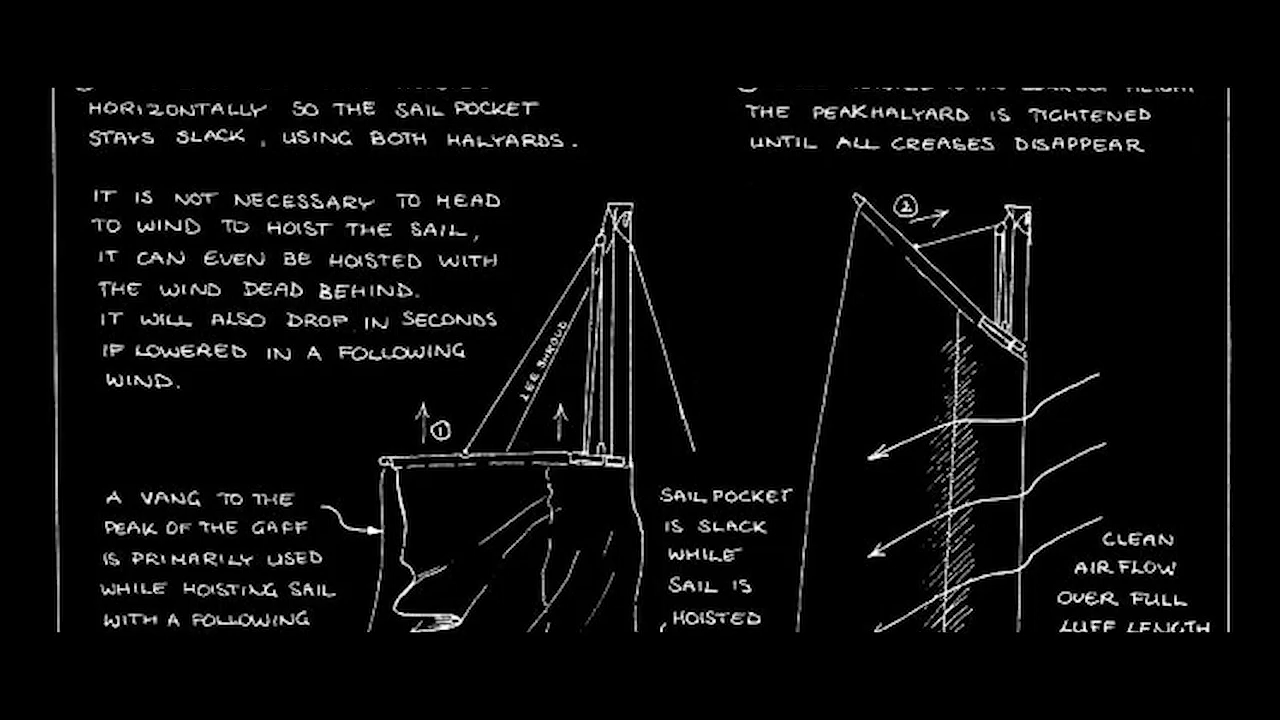 HORIZONTALLY SO THE SAIL POCKET
STAYS SLACK, USING BOTH HALYARDS.
IT IS NOT NECESSARY TO HEAD
TO WIND TO HOIST THE SAIL,
IT CAN EVEN BE HOISTED WITH
THE WIND DEAD BEHIND.
IT WILL ALSO DROP IN SECONDS
IF LOWERED IN A FOLLOWING
WIND.
1
LEE SHROUD
A VANG TO THE
PEAK OF THE GAFF
IS PRIMARILY USED
WHILE HOISTING SAIL
WITH A FOLLOWING
SAIL POCKET
IS SLACK
WHILE
SAIL IS
HOISTED
THE PEAK HALYARD IS TIGHTENED
UNTIL ALL CREASES DISAPPEAR
2
CLEAN
AIR FLOW
OVER FULL
LUFF LENGTH